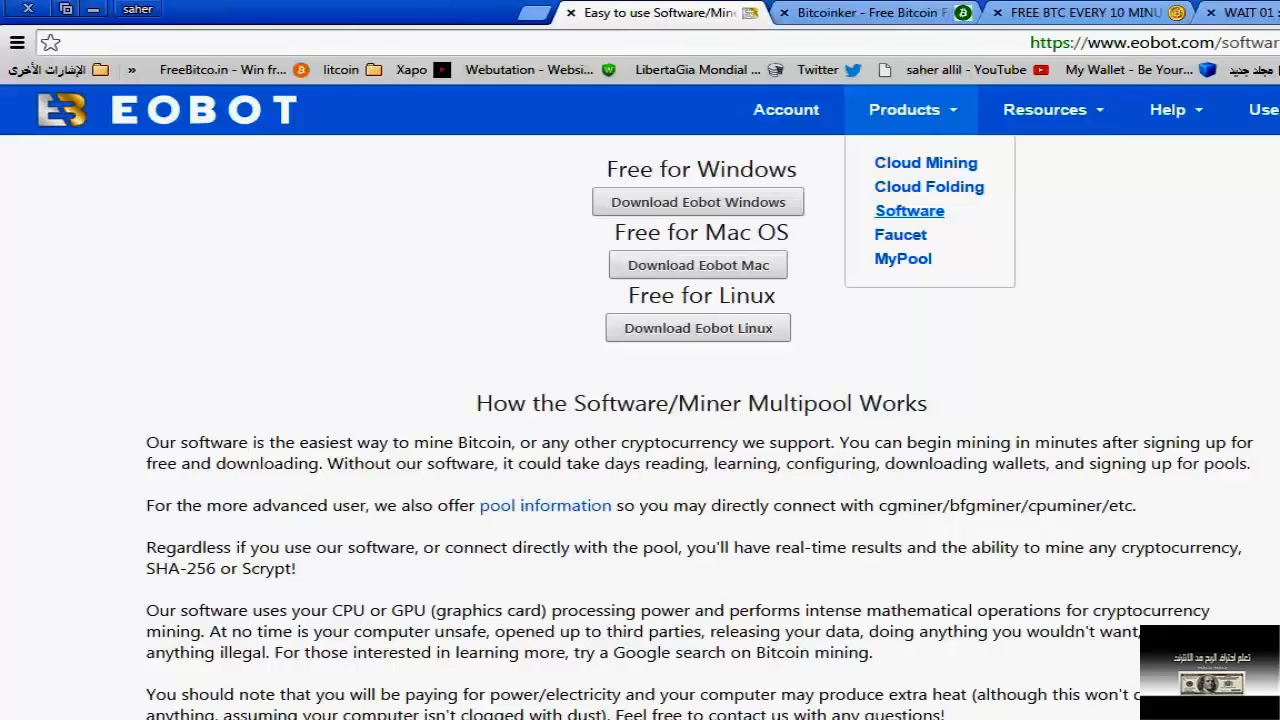 saher
Easy to use Software/Min
Bitcoinker - Free Bitcoin F
FREE BTC EVERY 10 MINU
WAIT 01 :
https://www.eobot.com/softwar
الإشارات الأخرى
»
FreeBitco.in - Win fr...
litcoin
Xapo
Webutation - Websi...
LibertaGia Mondial ...
Twitter
saher allil - YouTube
My Wallet - Be Your...
مجلد جديد
EOBOT
Account
Products
Resources
Help
Use
Cloud Mining
Cloud Folding
Software
Faucet
MyPool
Free for Windows
Download Eobot Windows
Free for Mac OS
Download Eobot Mac
Free for Linux
Download Eobot Linux
How the Software/Miner Multipool Works
Our software is the easiest way to mine Bitcoin, or any other cryptocurrency we support. You can begin mining in minutes after signing up for
free and downloading. Without our software, it could take days reading, learning, configuring, downloading wallets, and signing up for pools.
For the more advanced user, we also offer pool information so you may directly connect with cgminer/bfgminer/cpuminer/etc.
Regardless if you use our software, or connect directly with the pool, you'll have real-time results and the ability to mine any cryptocurrency,
SHA-256 or Scrypt!
Our software uses your CPU or GPU (graphics card) processing power and performs intense mathematical operations for cryptocurrency
mining. At no time is your computer unsafe, opened up to third parties, releasing your data, doing anything you wouldn't want,
anything illegal. For those interested in learning more, try a Google search on Bitcoin mining.
You should note that you will be paying for power/electricity and your computer may produce extra heat (although this won't
anything, assuming your computer isn't clogged with dust). Feel free to contact us with any questions!
تعلم احتراف الربح من الانترنت